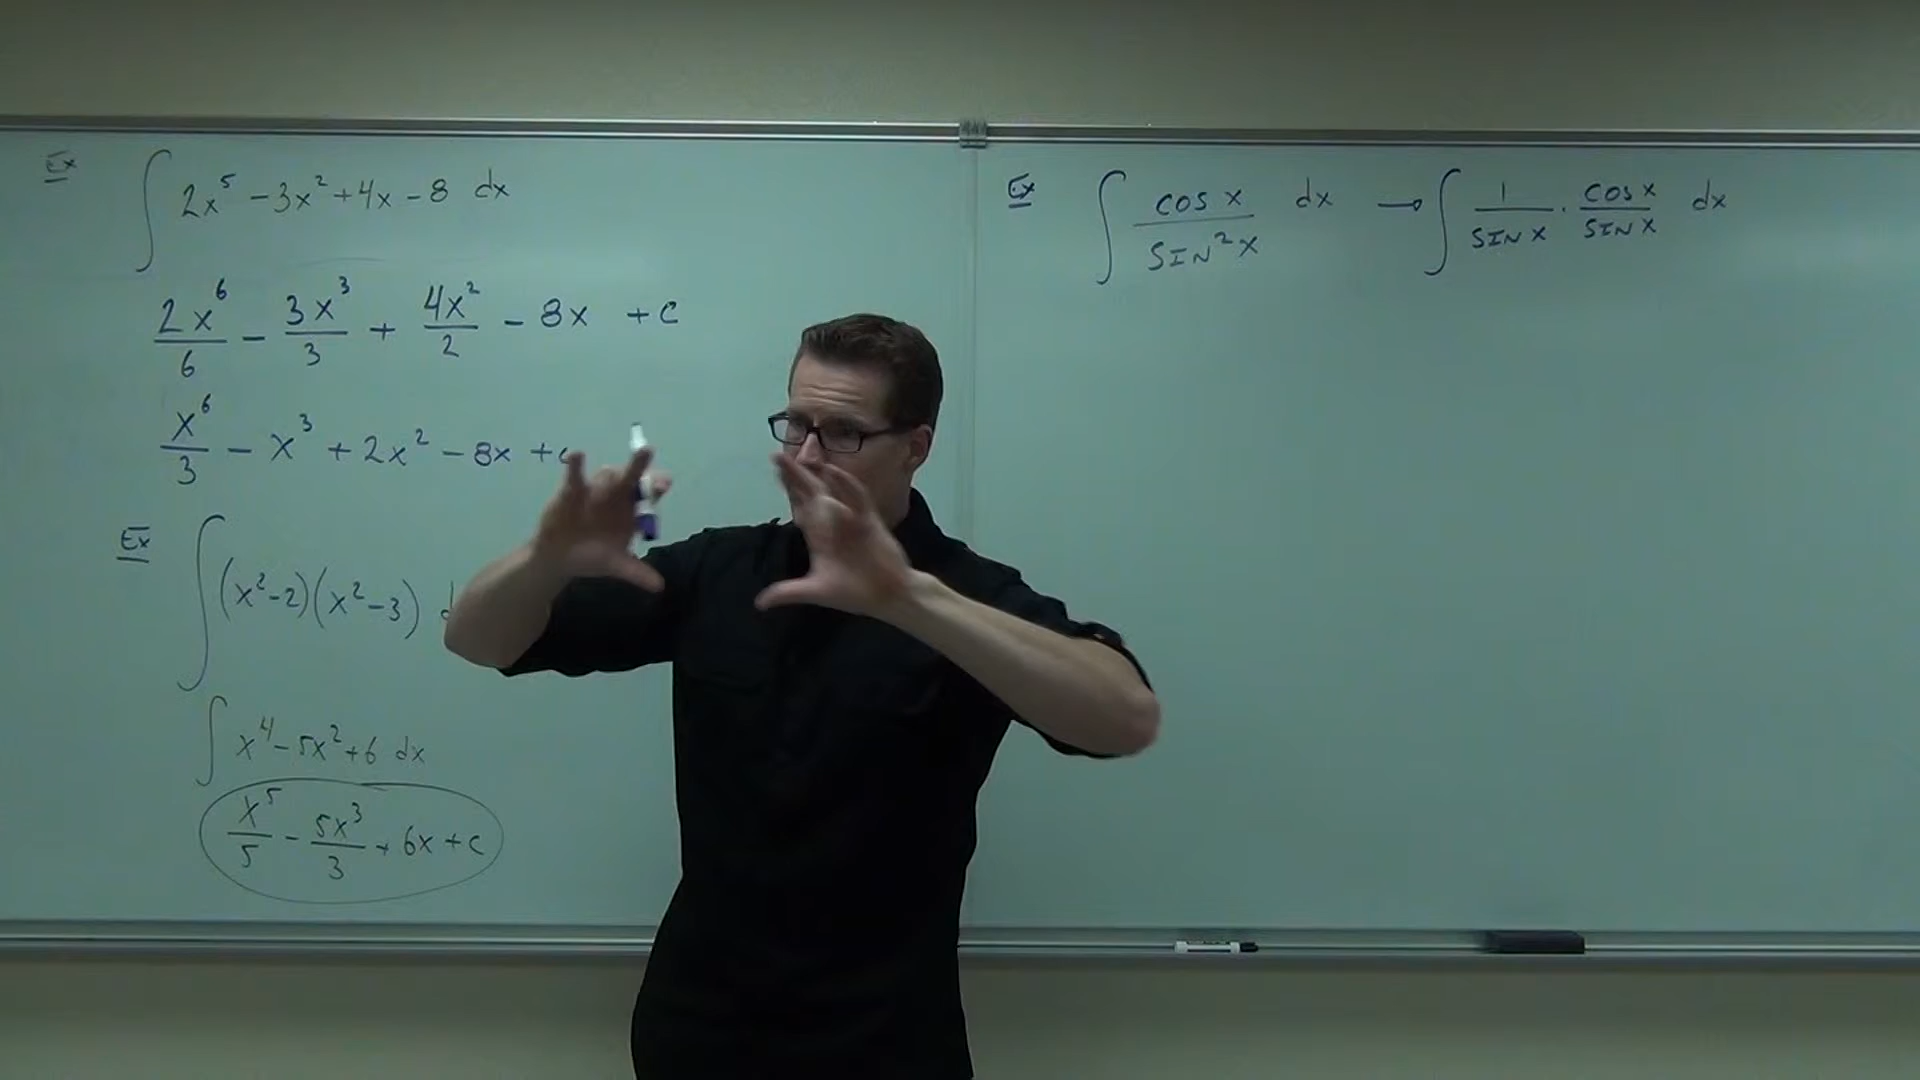 Ex ∫ 2x⁵ - 3x² + 4x - 8 dx
2x⁶/6 - 3x³/3 + 4x²/2 - 8x + c
x⁶/3 - x³ + 2x² - 8x + c
Ex ∫ (x²-2)(x²-3) d
∫ x⁴ - 5x² + 6 dx
x⁵/5 - 5x³/3 + 6x + c
Ex ∫ cos x / SIN² x dx → ∫ 1/SIN x · cos x/SIN x dx